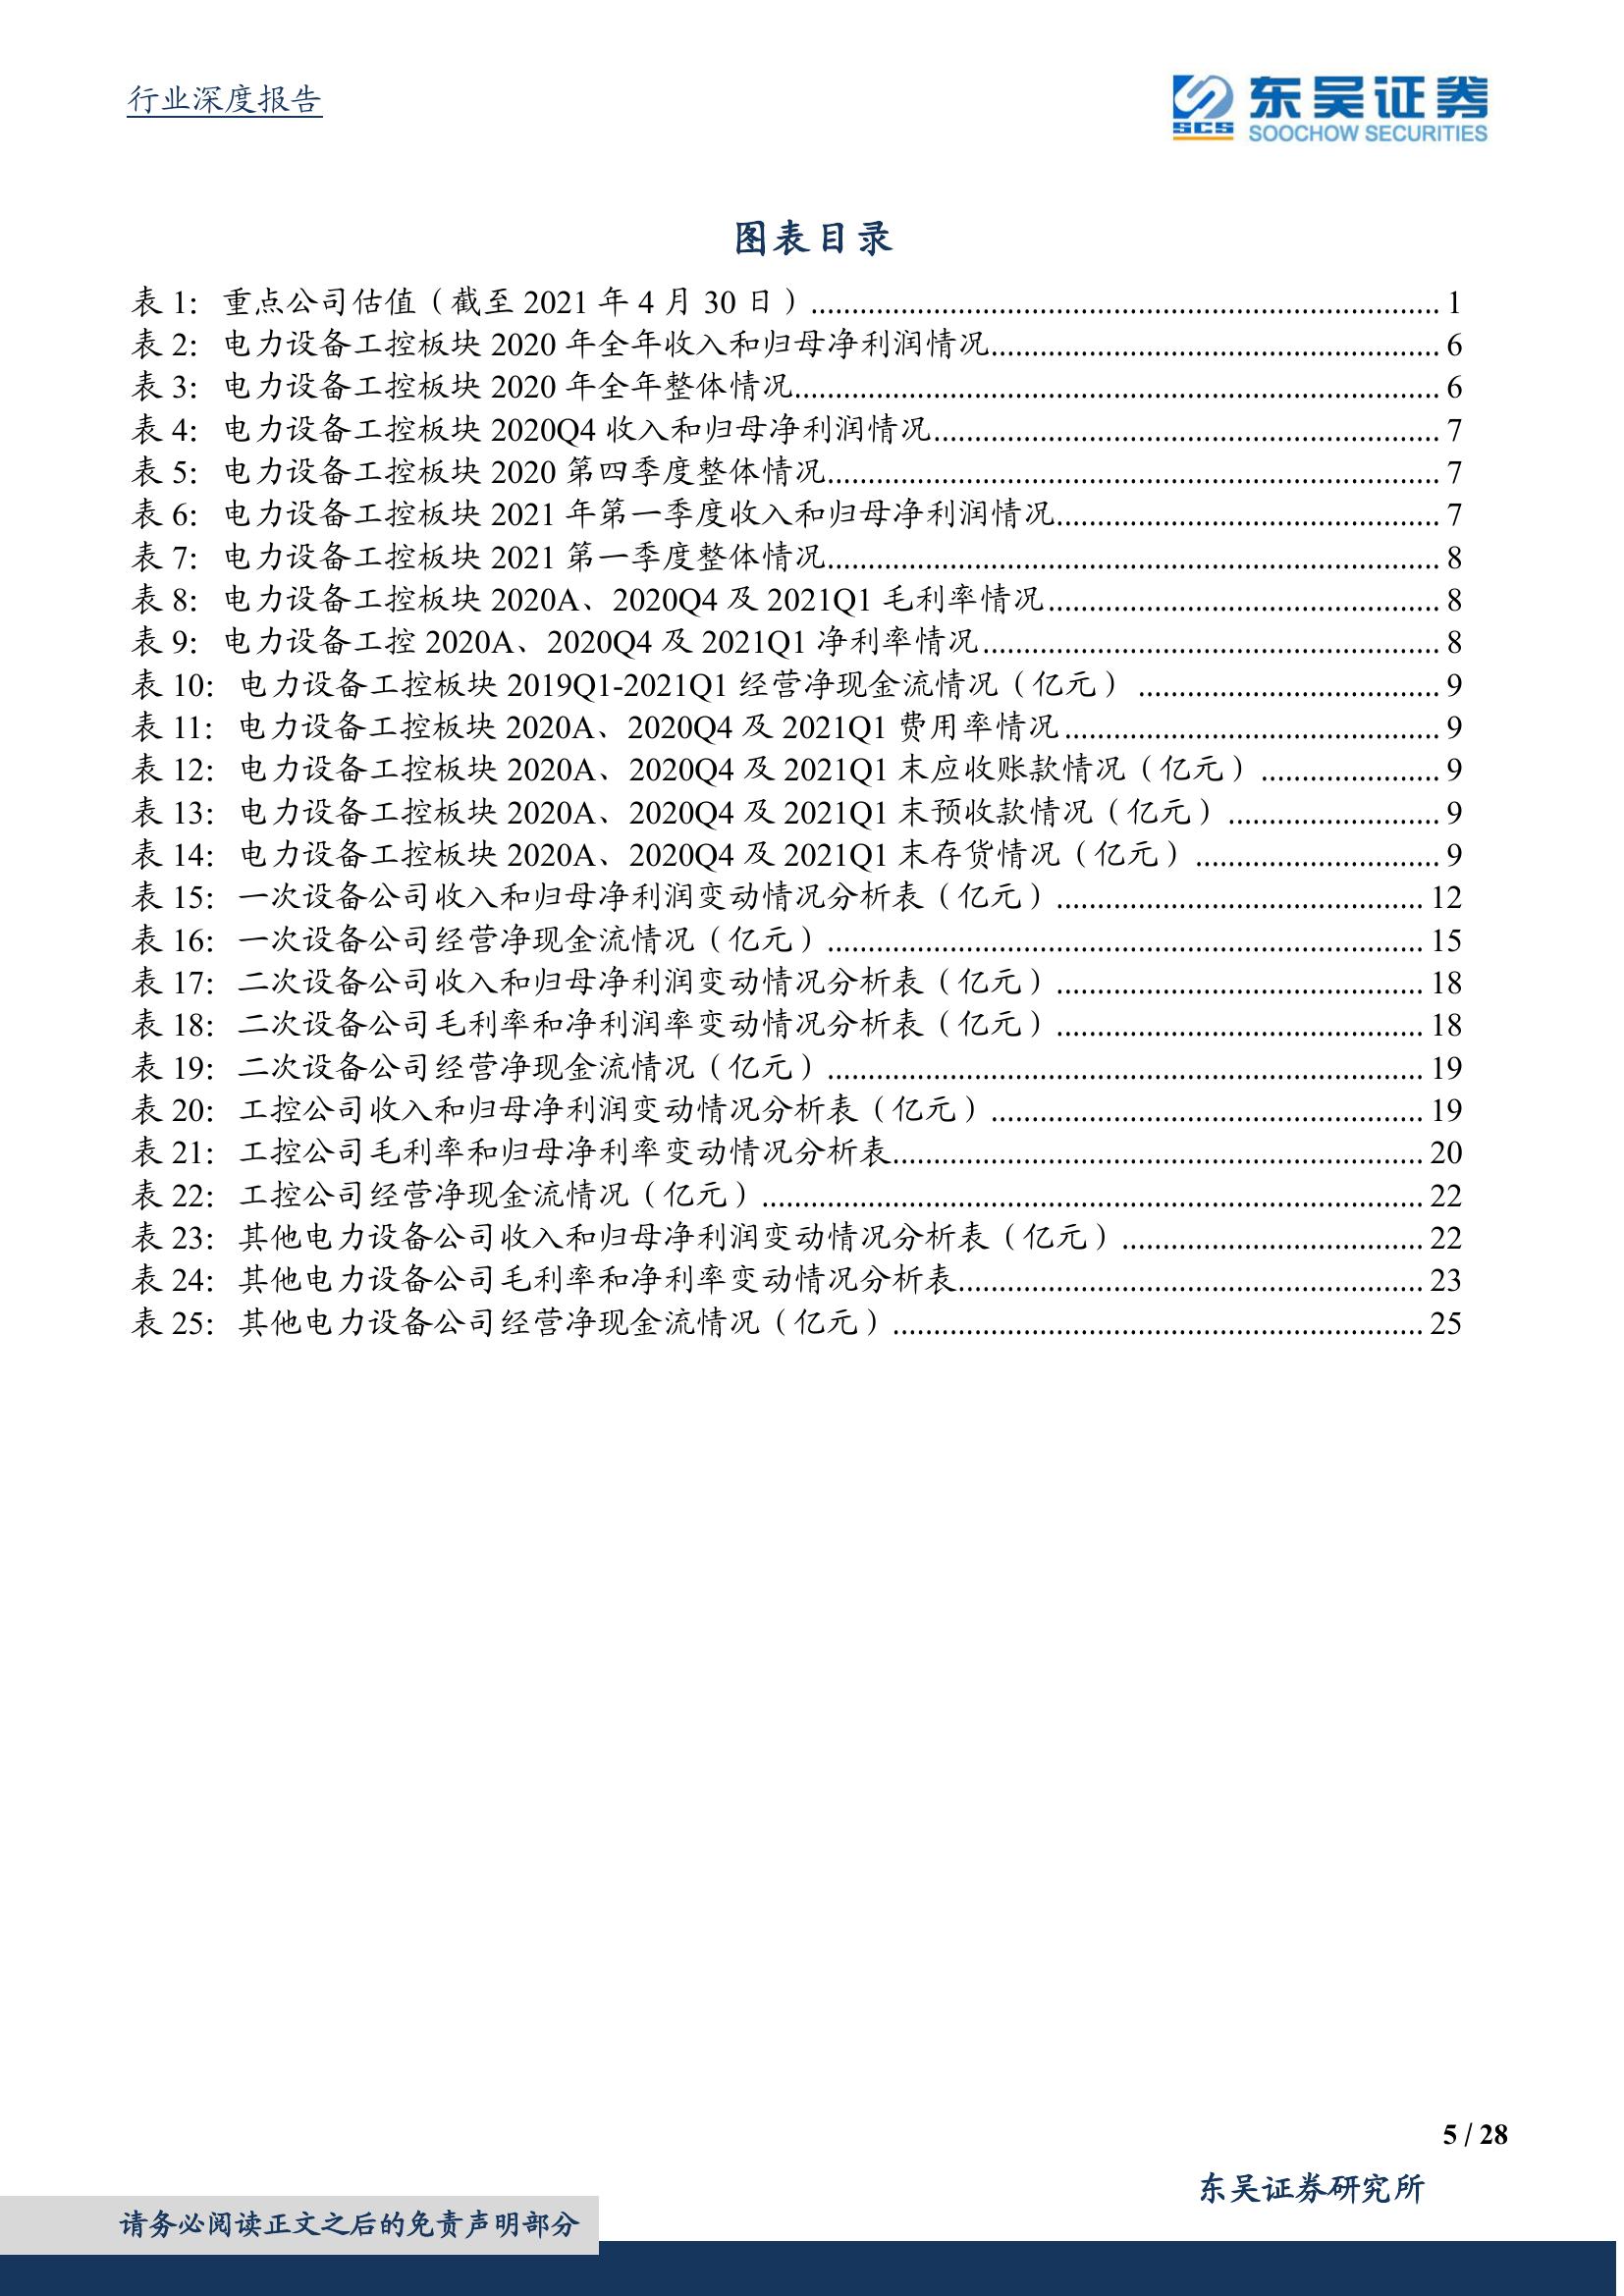 行业深度报告
SCS
东吴证券
SOOCHOW SECURITIES
图表目录
表 1: 重点公司估值（截至 2021 年 4 月 30 日）........ 1
表 2: 电力设备工控板块 2020 年全年收入和归母净利润情况........ 6
表 3: 电力设备工控板块 2020 年全年整体情况........ 6
表 4: 电力设备工控板块 2020Q4 收入和归母净利润情况........ 7
表 5: 电力设备工控板块 2020 第四季度整体情况........ 7
表 6: 电力设备工控板块 2021 年第一季度收入和归母净利润情况........ 7
表 7: 电力设备工控板块 2021 第一季度整体情况........ 8
表 8: 电力设备工控板块 2020A、2020Q4 及 2021Q1 毛利率情况........ 8
表 9: 电力设备工控 2020A、2020Q4 及 2021Q1 净利率情况........ 8
表 10: 电力设备工控板块 2019Q1-2021Q1 经营净现金流情况（亿元）........ 9
表 11: 电力设备工控板块 2020A、2020Q4 及 2021Q1 费用率情况........ 9
表 12: 电力设备工控板块 2020A、2020Q4 及 2021Q1 末应收账款情况（亿元）........ 9
表 13: 电力设备工控板块 2020A、2020Q4 及 2021Q1 末预收款情况（亿元）........ 9
表 14: 电力设备工控板块 2020A、2020Q4 及 2021Q1 末存货情况（亿元）........ 9
表 15: 一次设备公司收入和归母净利润变动情况分析表（亿元）........ 12
表 16: 一次设备公司经营净现金流情况（亿元）........ 15
表 17: 二次设备公司收入和归母净利润变动情况分析表（亿元）........ 18
表 18: 二次设备公司毛利率和净利润率变动情况分析表（亿元）........ 18
表 19: 二次设备公司经营净现金流情况（亿元）........ 19
表 20: 工控公司收入和归母净利润变动情况分析表（亿元）........ 19
表 21: 工控公司毛利率和归母净利率变动情况分析表........ 20
表 22: 工控公司经营净现金流情况（亿元）........ 22
表 23: 其他电力设备公司收入和归母净利润变动情况分析表（亿元）........ 22
表 24: 其他电力设备公司毛利率和净利率变动情况分析表........ 23
表 25: 其他电力设备公司经营净现金流情况（亿元）........ 25
5 / 28
东吴证券研究所
请务必阅读正文之后的免责声明部分